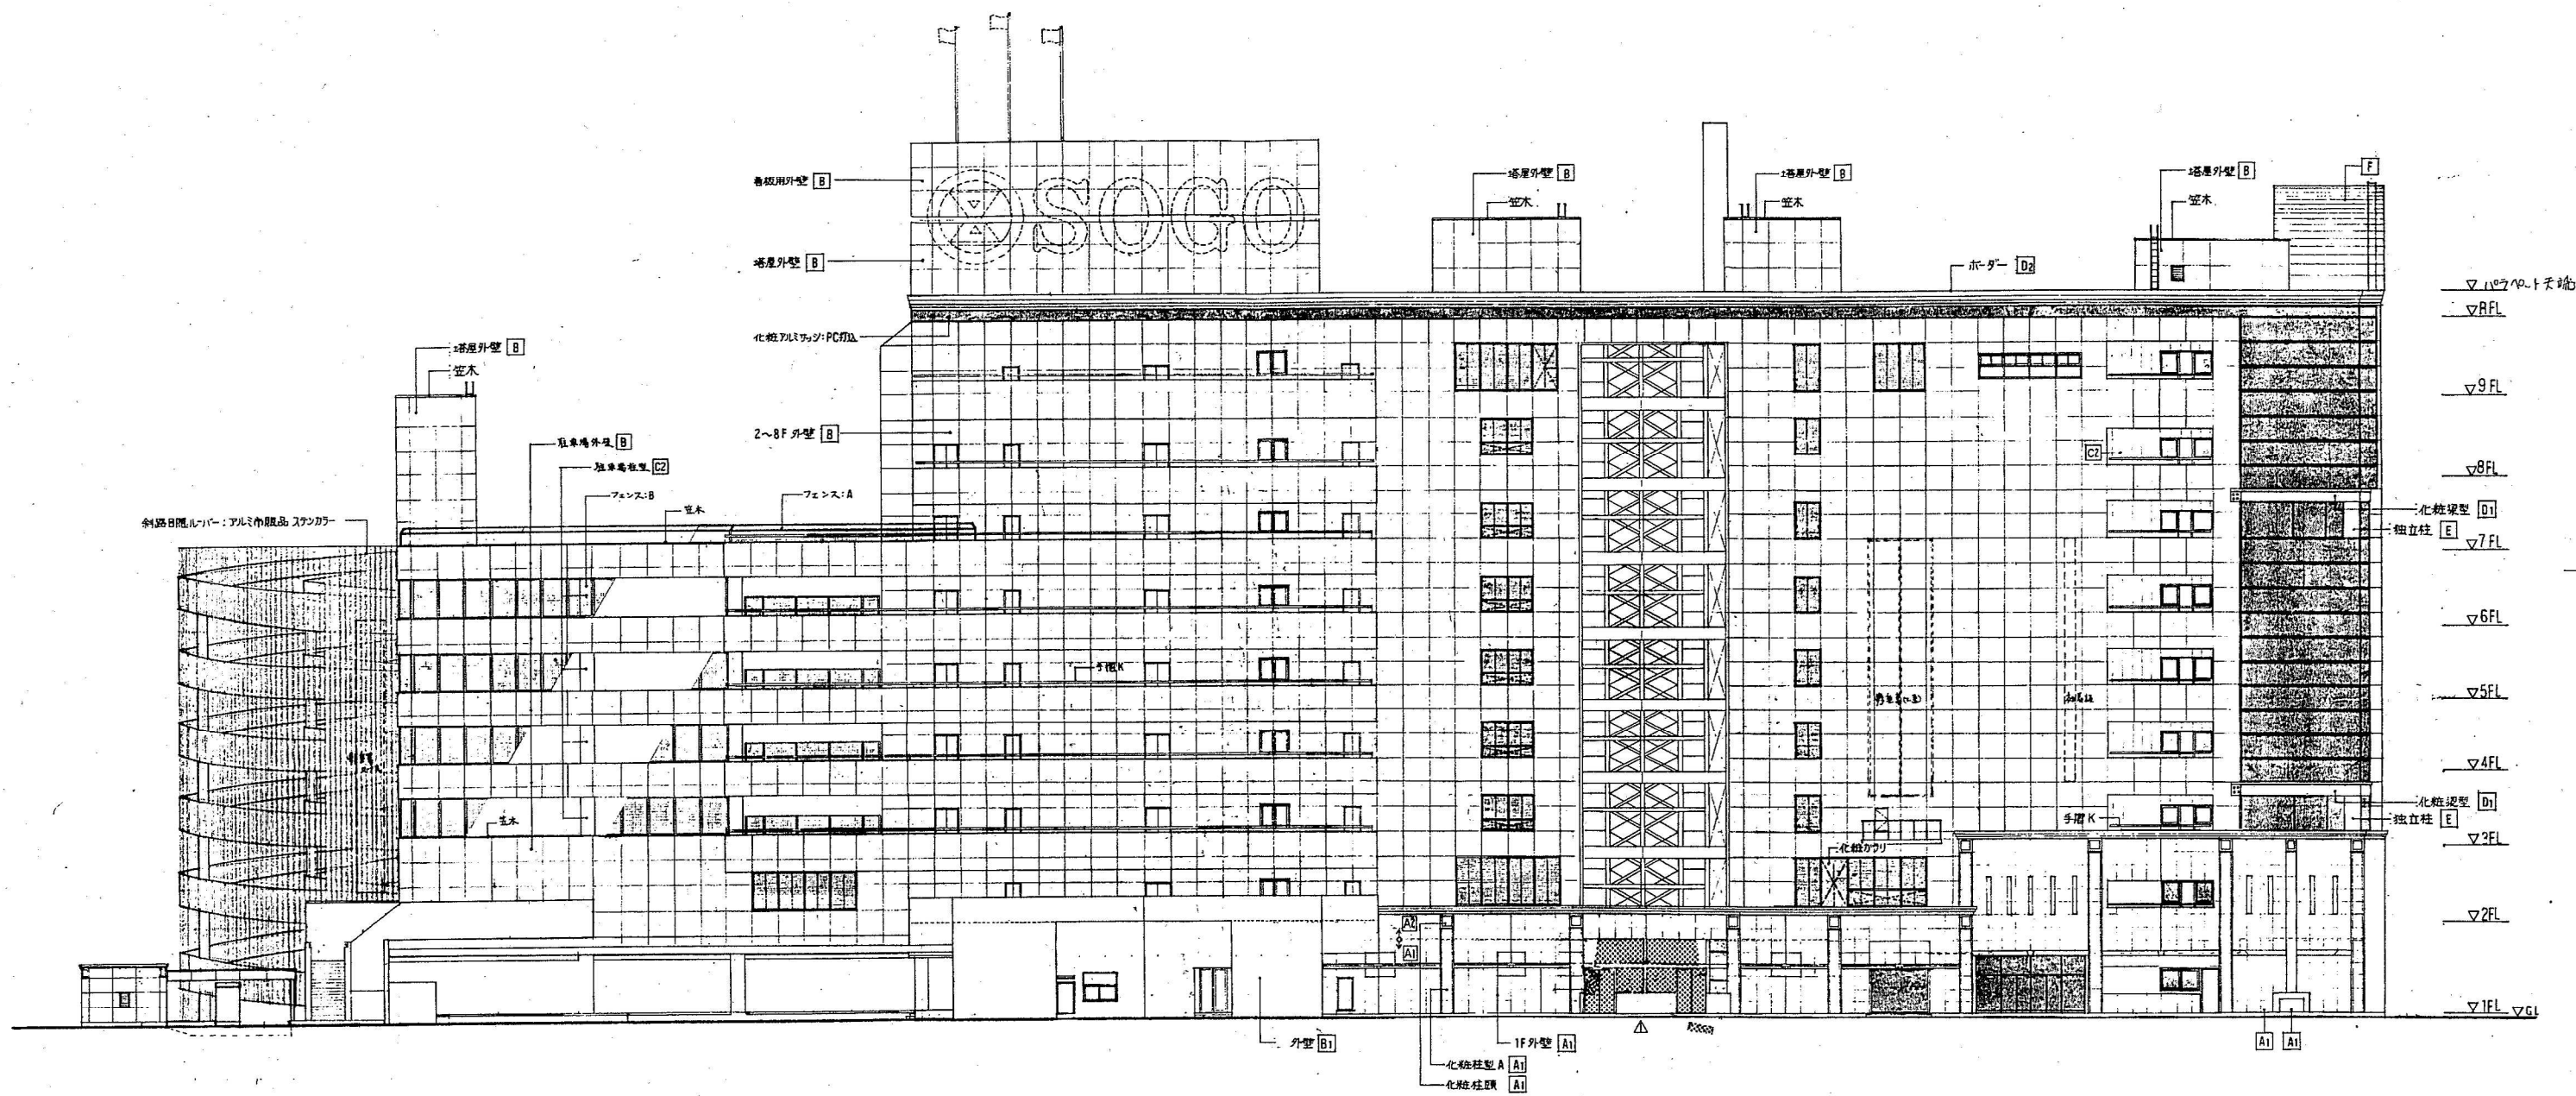 看板用外壁 B
SOGO
塔屋外壁 B
塔屋外壁 B
笠木
塔屋外壁 B
笠木
塔屋外壁 B
笠木
F
ボーダー D2
▽パラペット天端
▽RFL
化粧アルミサッシ:PC打込
塔屋外壁 B
笠木
▽9FL
2〜8F 外壁 B
駐車場外壁 B
駐車場柱型 C2
C2
▽8FL
フェンス:B
フェンス:A
笠木
斜路目隠ルーバー:アルミ市販品 ステンカラー
化粧梁型 D1
独立柱 E
▽7FL
▽6FL
手摺K
▽5FL
▽4FL
笠木
化粧梁型 D1
手摺 K
独立柱 E
▽3FL
化粧ガラリ
A2
▽2FL
A1
▽1FL ▽GL
外壁 B1
1F外壁 A1
A1 A1
化粧柱型 A A1
化粧柱頭 A1